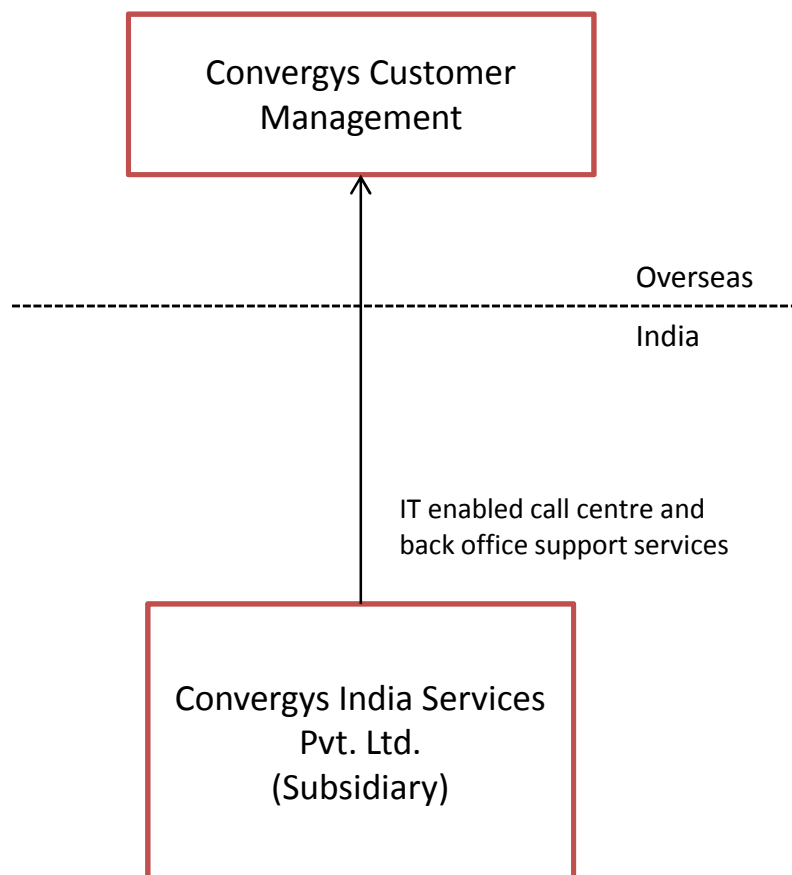 Convergys Customer
Management
Overseas
India
IT enabled call centre and
back office support services
Convergys India Services
Pvt. Ltd.
(Subsidiary)